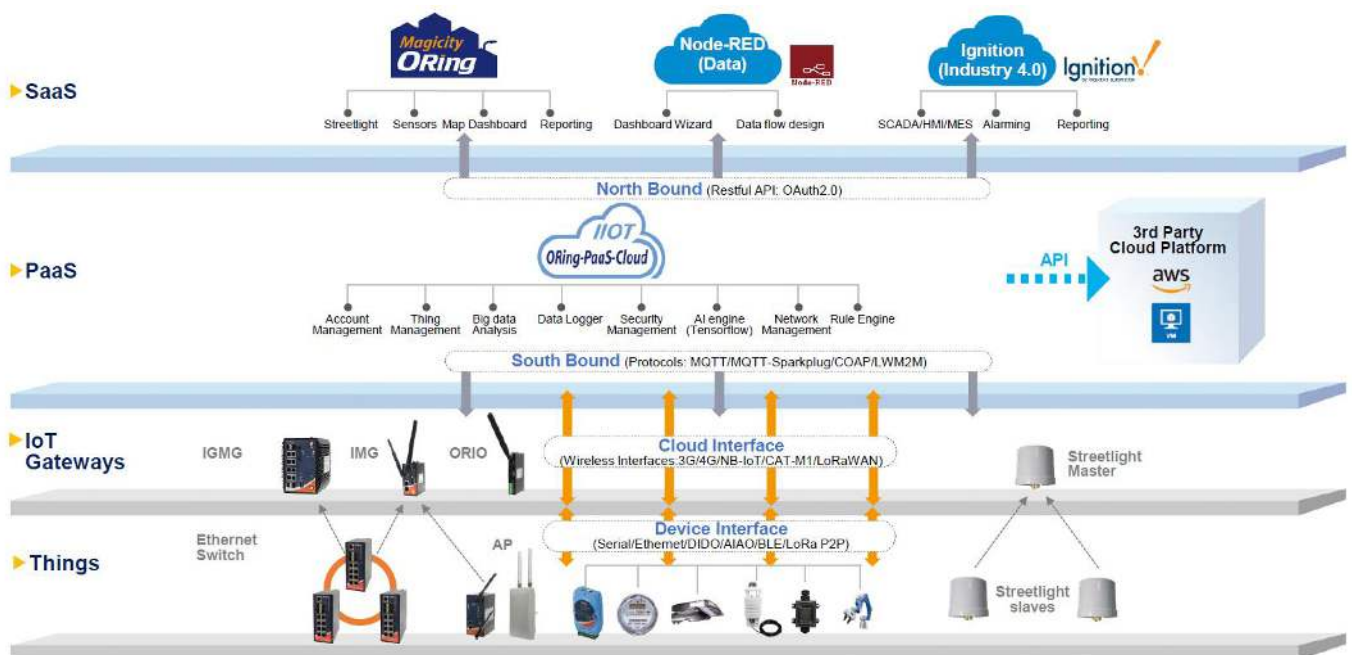 Magicity
ORing
Node-RED
(Data)
Node-RED
Ignition
(Industry 4.0)
Ignition!
SaaS
Streetlight
Sensors
Map Dashboard
Reporting
Dashboard Wizard
Data flow design
SCADA/HMI/MES
Alarming
Reporting
North Bound (Restful API: OAuth2.0)
IIOT
ORing-PaaS-Cloud
3rd Party
Cloud Platform
API
aws
VM
PaaS
Account
Management
Thing
Management
Big data
Analysis
Data Logger
Security
Management
AI engine
(Tensorflow)
Network
Management
Rule Engine
South Bound (Protocols: MQTT/MQTT-Sparkplug/COAP/LWM2M)
IoT
Gateways
IGMG
IMG
ORIO
Cloud Interface
(Wireless Interfaces:3G/4G/NB-IoT/CAT-M1/LoRaWAN)
Streetlight
Master
Ethernet
Switch
AP
Device Interface
(Serial/Ethernet/DIDO/AIAO/BLE/LoRa P2P)
Things
Streetlight
slaves